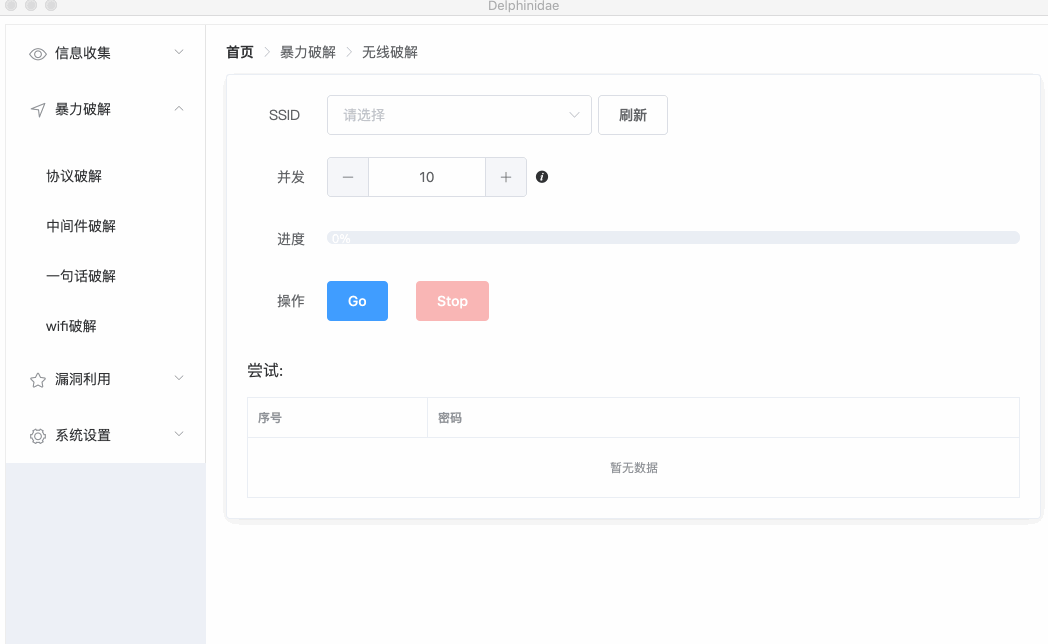 Delphinidae
信息收集
暴力破解
协议破解
中间件破解
一句话破解
wifi破解
漏洞利用
系统设置
首页 暴力破解 无线破解
SSID 请选择 刷新
并发 10
进度 0%
操作 Go Stop
尝试:
序号 密码
暂无数据